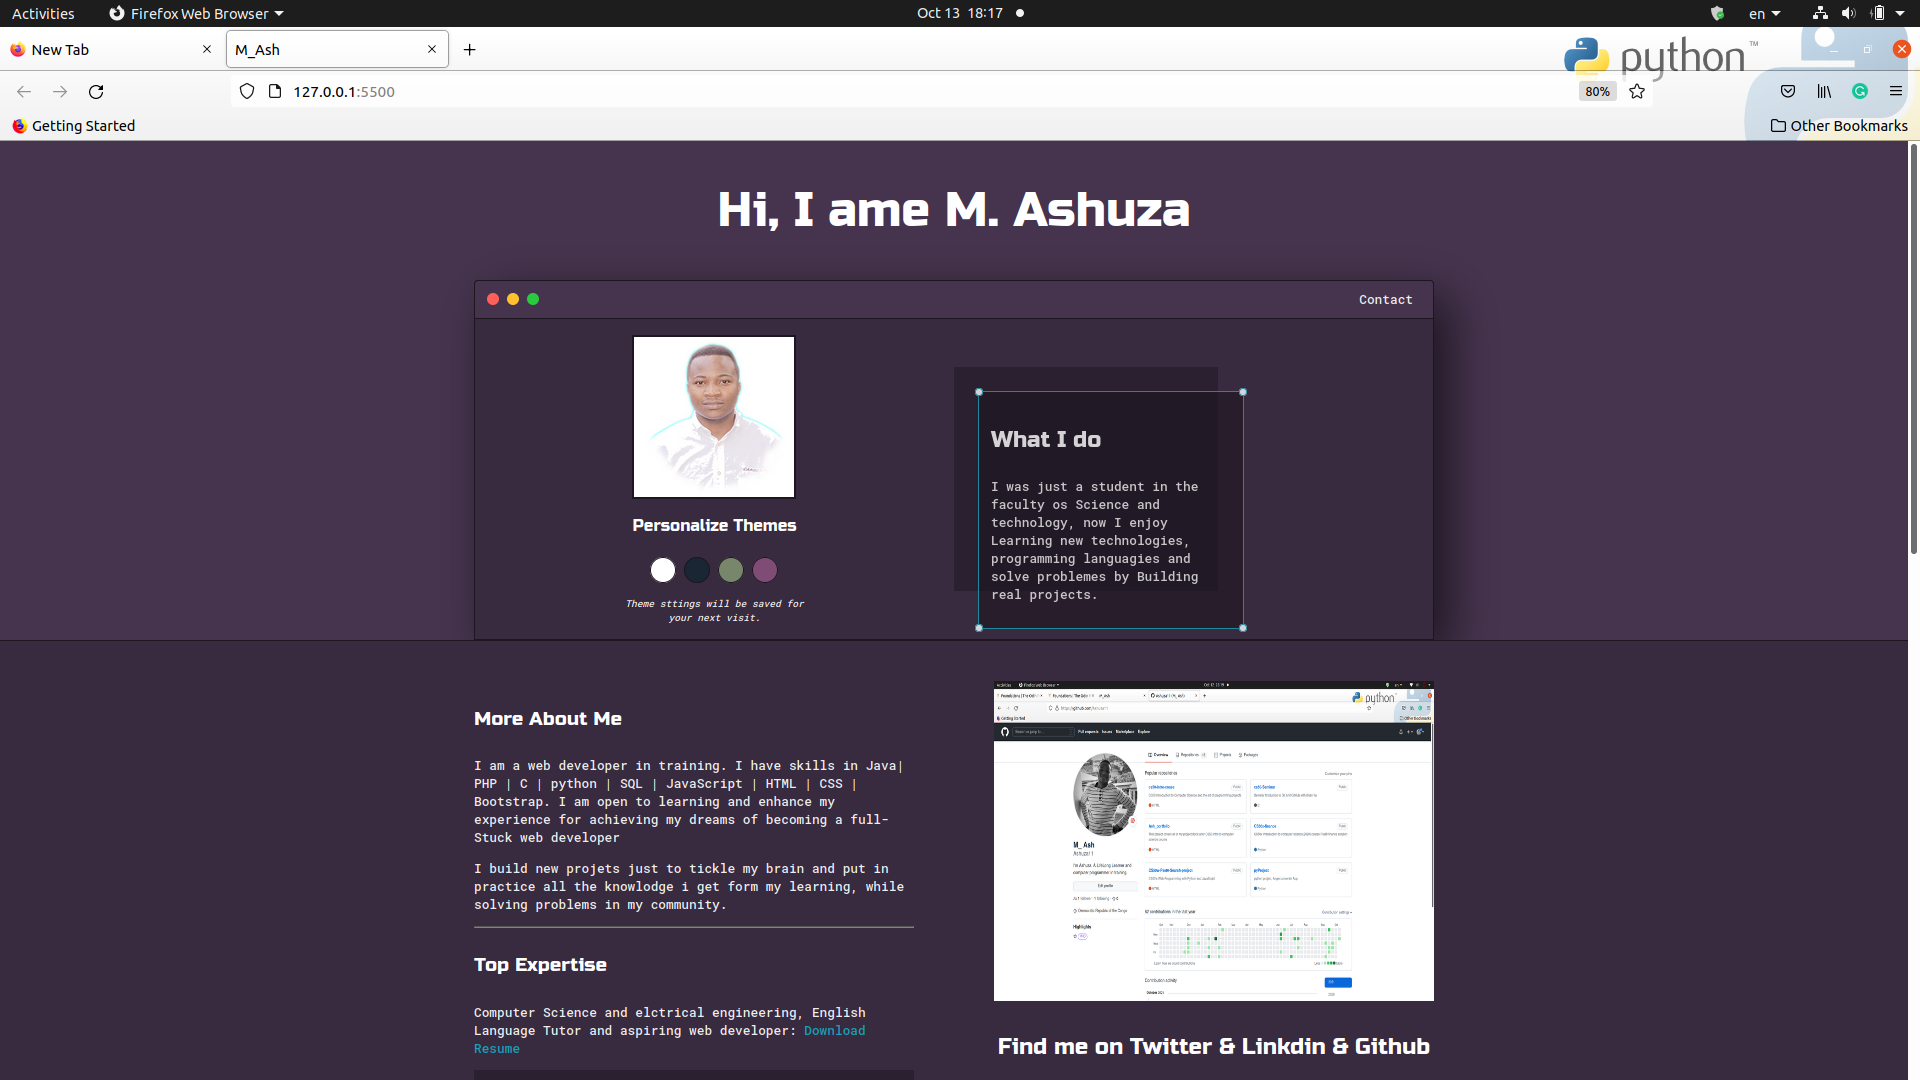 Activities
Firefox Web Browser
Oct 13 18:17
en
New Tab
M_Ash
python™
127.0.0.1:5500
80%
Getting Started
Other Bookmarks
Hi, I ame M. Ashuza
Contact
Personalize Themes
Theme sttings will be saved for
your next visit.
What I do
I was just a student in the
faculty os Science and
technology, now I enjoy
Learning new technologies,
programming languagies and
solve problemes by Building
real projects.
More About Me
I am a web developer in training. I have skills in Java|
PHP | C | python | SQL | JavaScript | HTML | CSS |
Bootstrap. I am open to learning and enhance my
experience for achieving my dreams of becoming a full-
Stuck web developer
I build new projets just to tickle my brain and put in
practice all the knowlodge i get form my learning, while
solving problems in my community.
Top Expertise
Computer Science and elctrical engineering, English
Language Tutor and aspiring web developer: Download
Resume
python
M_Ash
Edit profile
Popular repositories
Find me on Twitter & Linkdin & Github